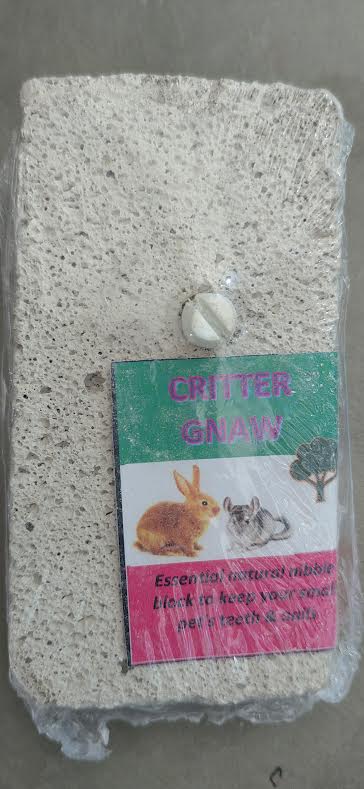 CRITTER
GNAW
Essential natural nibble
block to keep your small
pet's teeth & nails